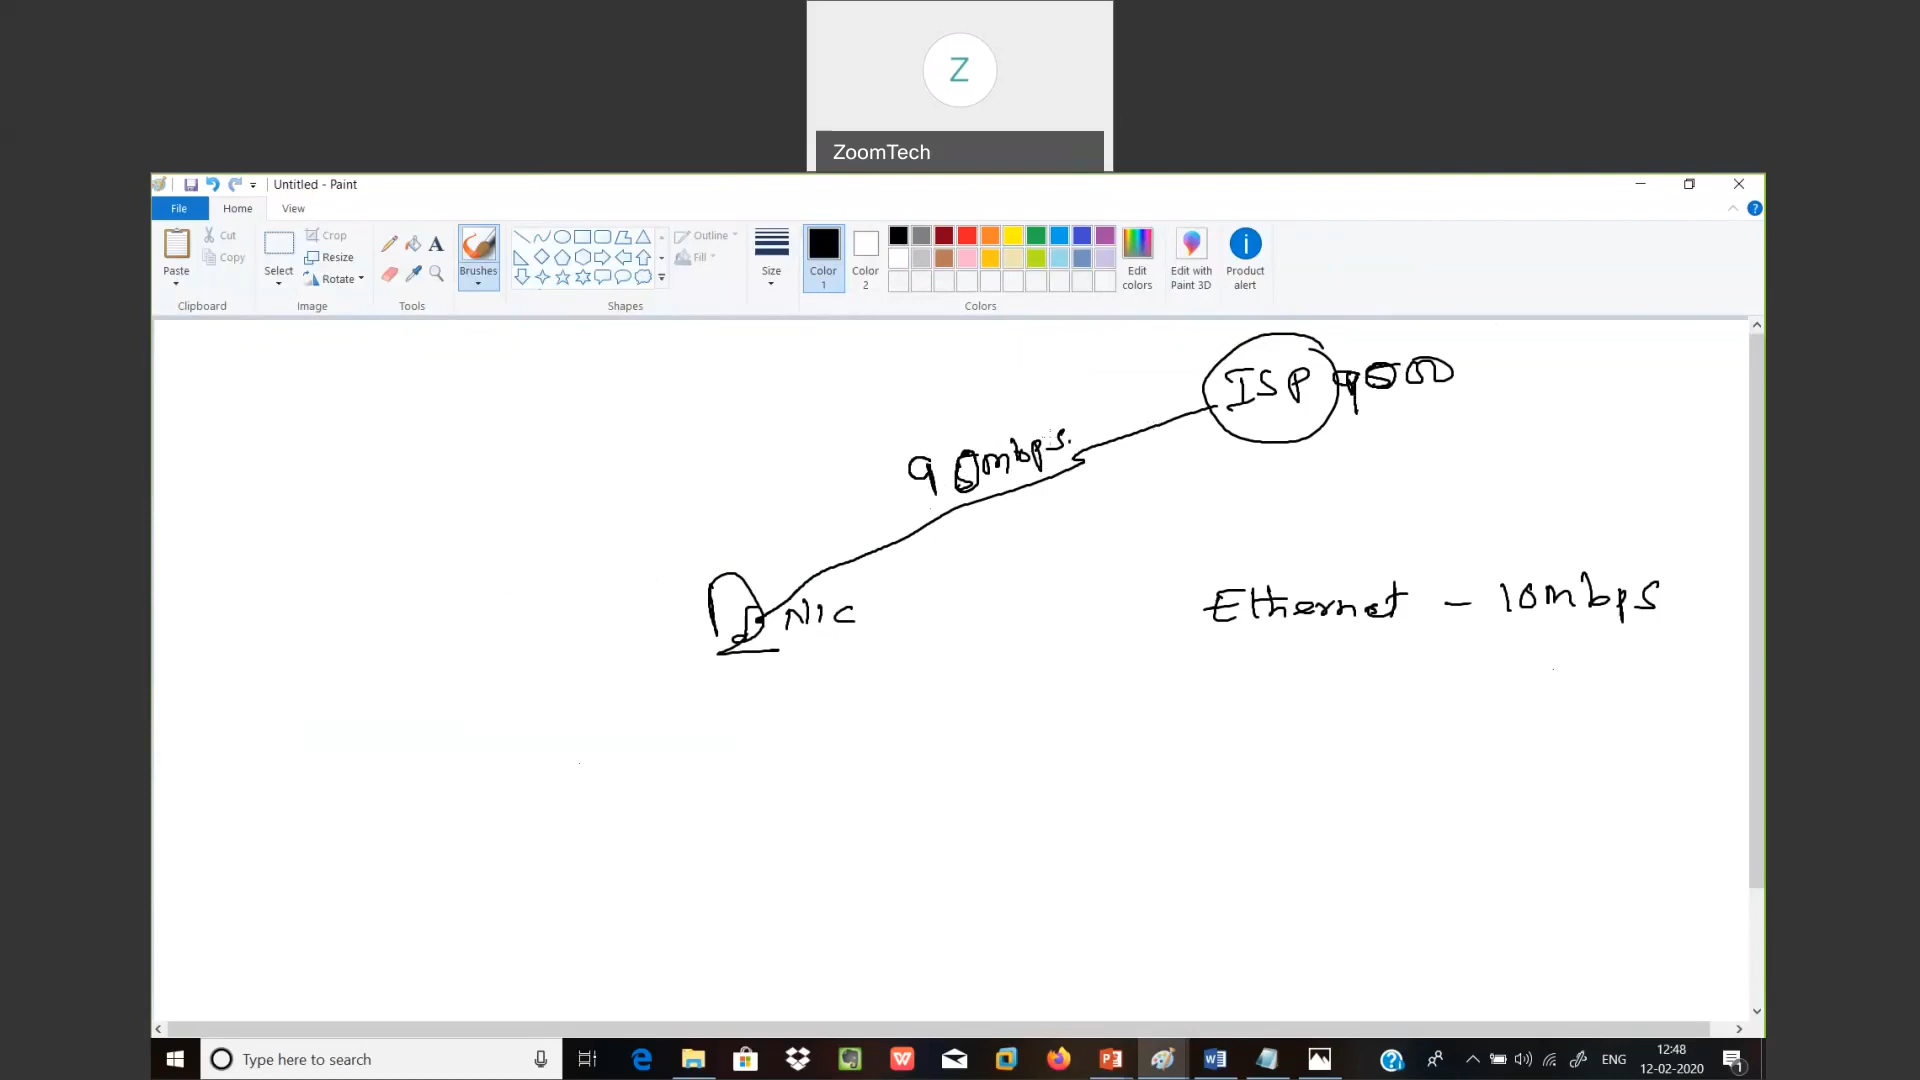 Z
ZoomTech
Untitled - Paint
File Home View
Cut
Copy
Paste
Clipboard
Crop
Resize
Rotate
Select
Image
A
Tools
Brushes
Outline
Fill
Shapes
Size
Color 1
Color 2
Colors
Edit colors
Edit with Paint 3D
Product alert
ISP
mbps.
NIC
Ethernet - 10mbps
Type here to search
ENG
12:48
12-02-2020
1